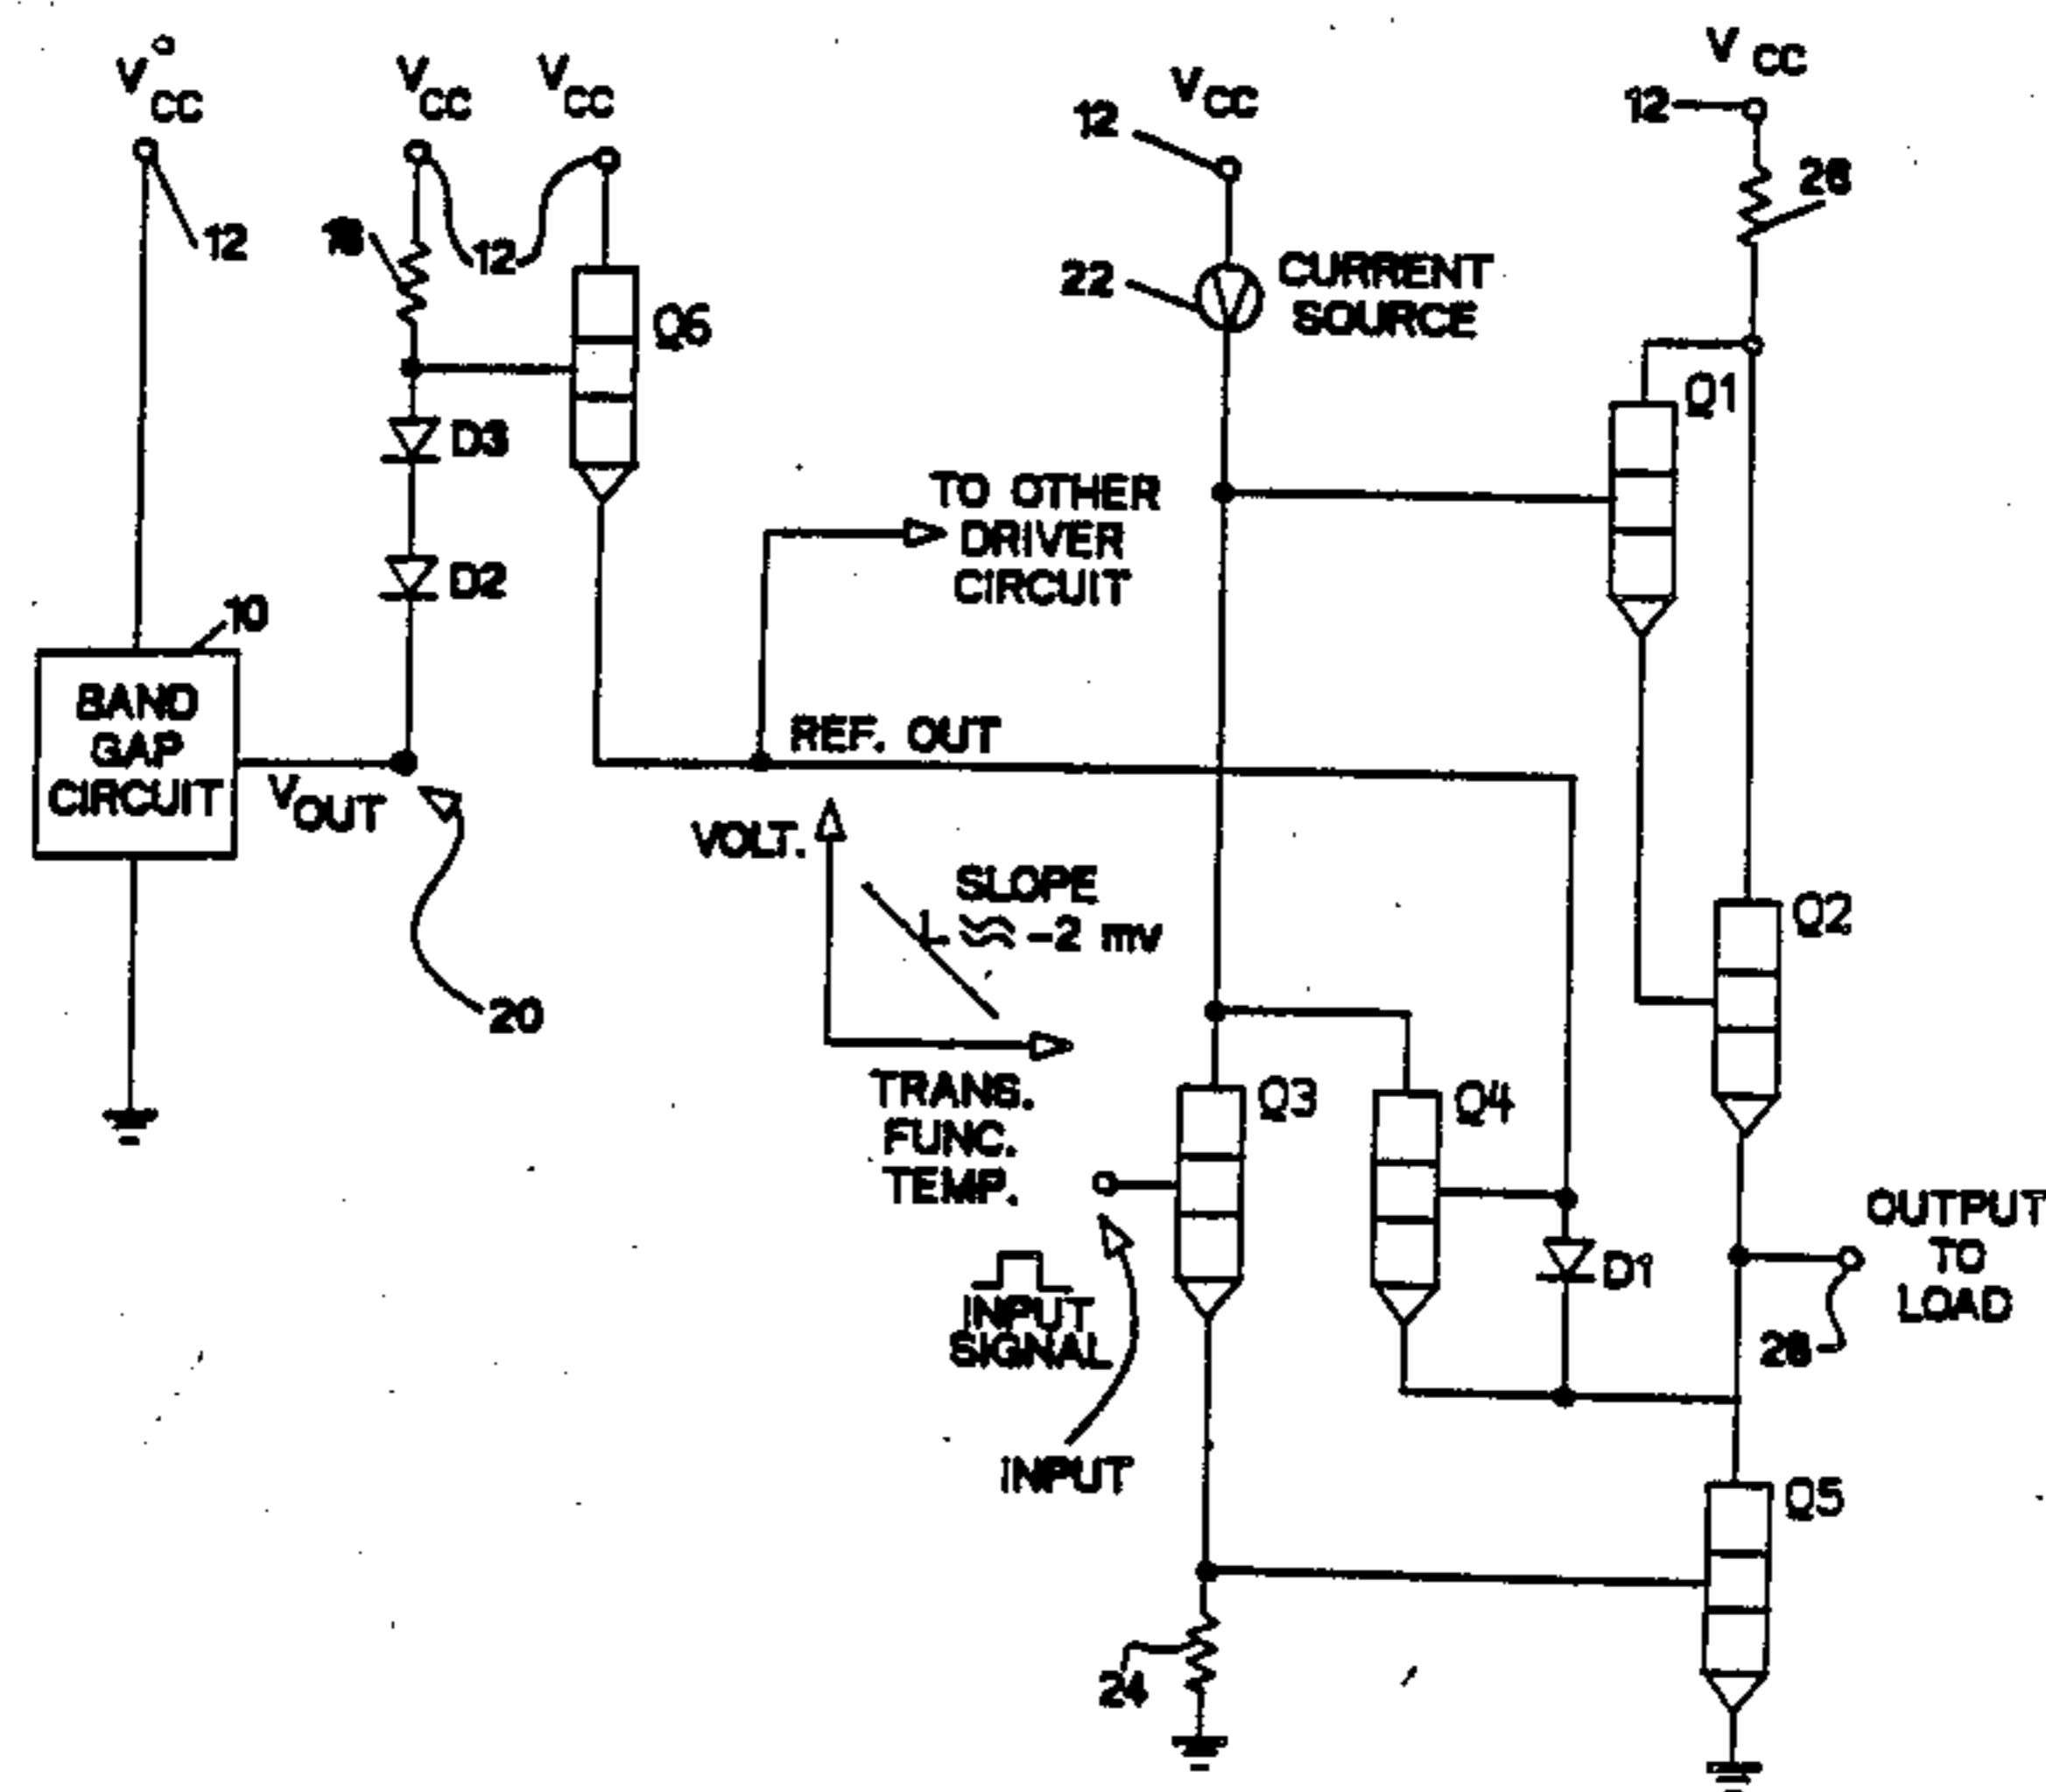 VCC
VCC
VCC
VCC
VCC
12
12
12
12
12
18
26
22
CURRENT
SOURCE
Q6
Q1
D3
TO OTHER
DRIVER
CIRCUIT
D2
10
BAND
GAP
CIRCUIT
VOUT
REF. OUT
VOLT.
SLOPE
≈ -2 mv
20
Q2
TRANS.
FUNC.
TEMP.
Q3
Q4
D1
OUTPUT
TO
LOAD
28
INPUT
SIGNAL
INPUT
Q5
24